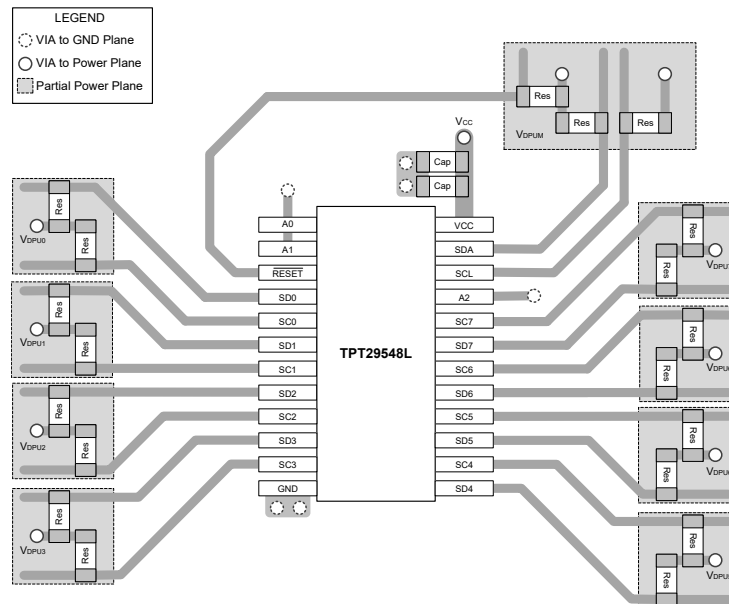 LEGEND
VIA to GND Plane
VIA to Power Plane
Partial Power Plane
Res
Res
Res
VDPUM
VCC
Cap
Cap
Res
VDPU0
Res
Res
VDPU1
Res
Res
VDPU2
Res
Res
VDPU3
Res
A0
A1
RESET
SD0
SC0
SD1
SC1
SD2
SC2
SD3
SC3
GND
TPT29548L
VCC
SDA
SCL
A2
SC7
SD7
SC6
SD6
SC5
SD5
SC4
SD4
Res
Res
Res
Res
VDPU6
Res
Res
VDPU6
Res
Res